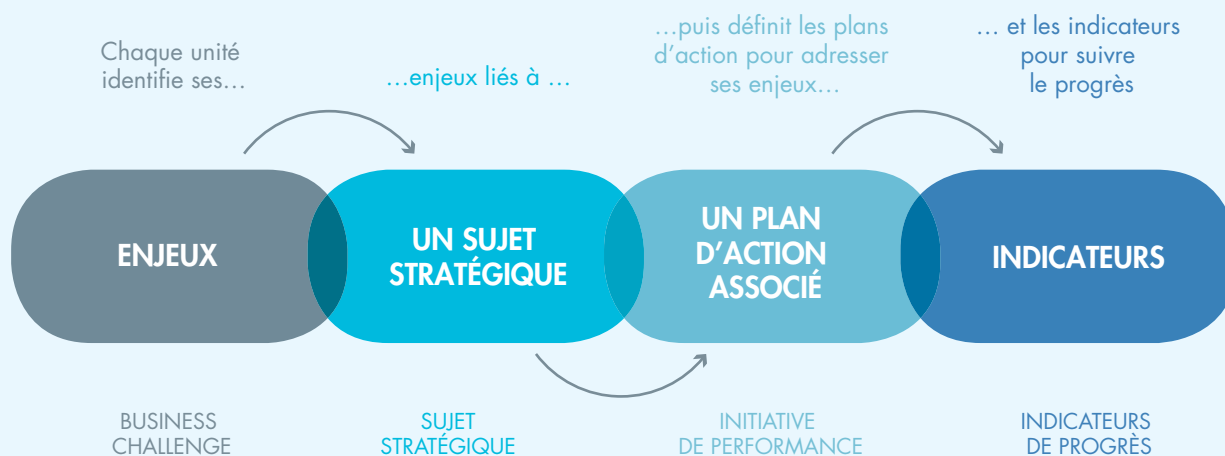 Chaque unité
identifie ses…
…enjeux liés à …
…puis définit les plans
d’action pour adresser
ses enjeux…
… et les indicateurs
pour suivre
le progrès
ENJEUX
UN SUJET
STRATÉGIQUE
UN PLAN
D’ACTION
ASSOCIÉ
INDICATEURS
BUSINESS
CHALLENGE
SUJET
STRATÉGIQUE
INITIATIVE
DE PERFORMANCE
INDICATEURS
DE PROGRÈS